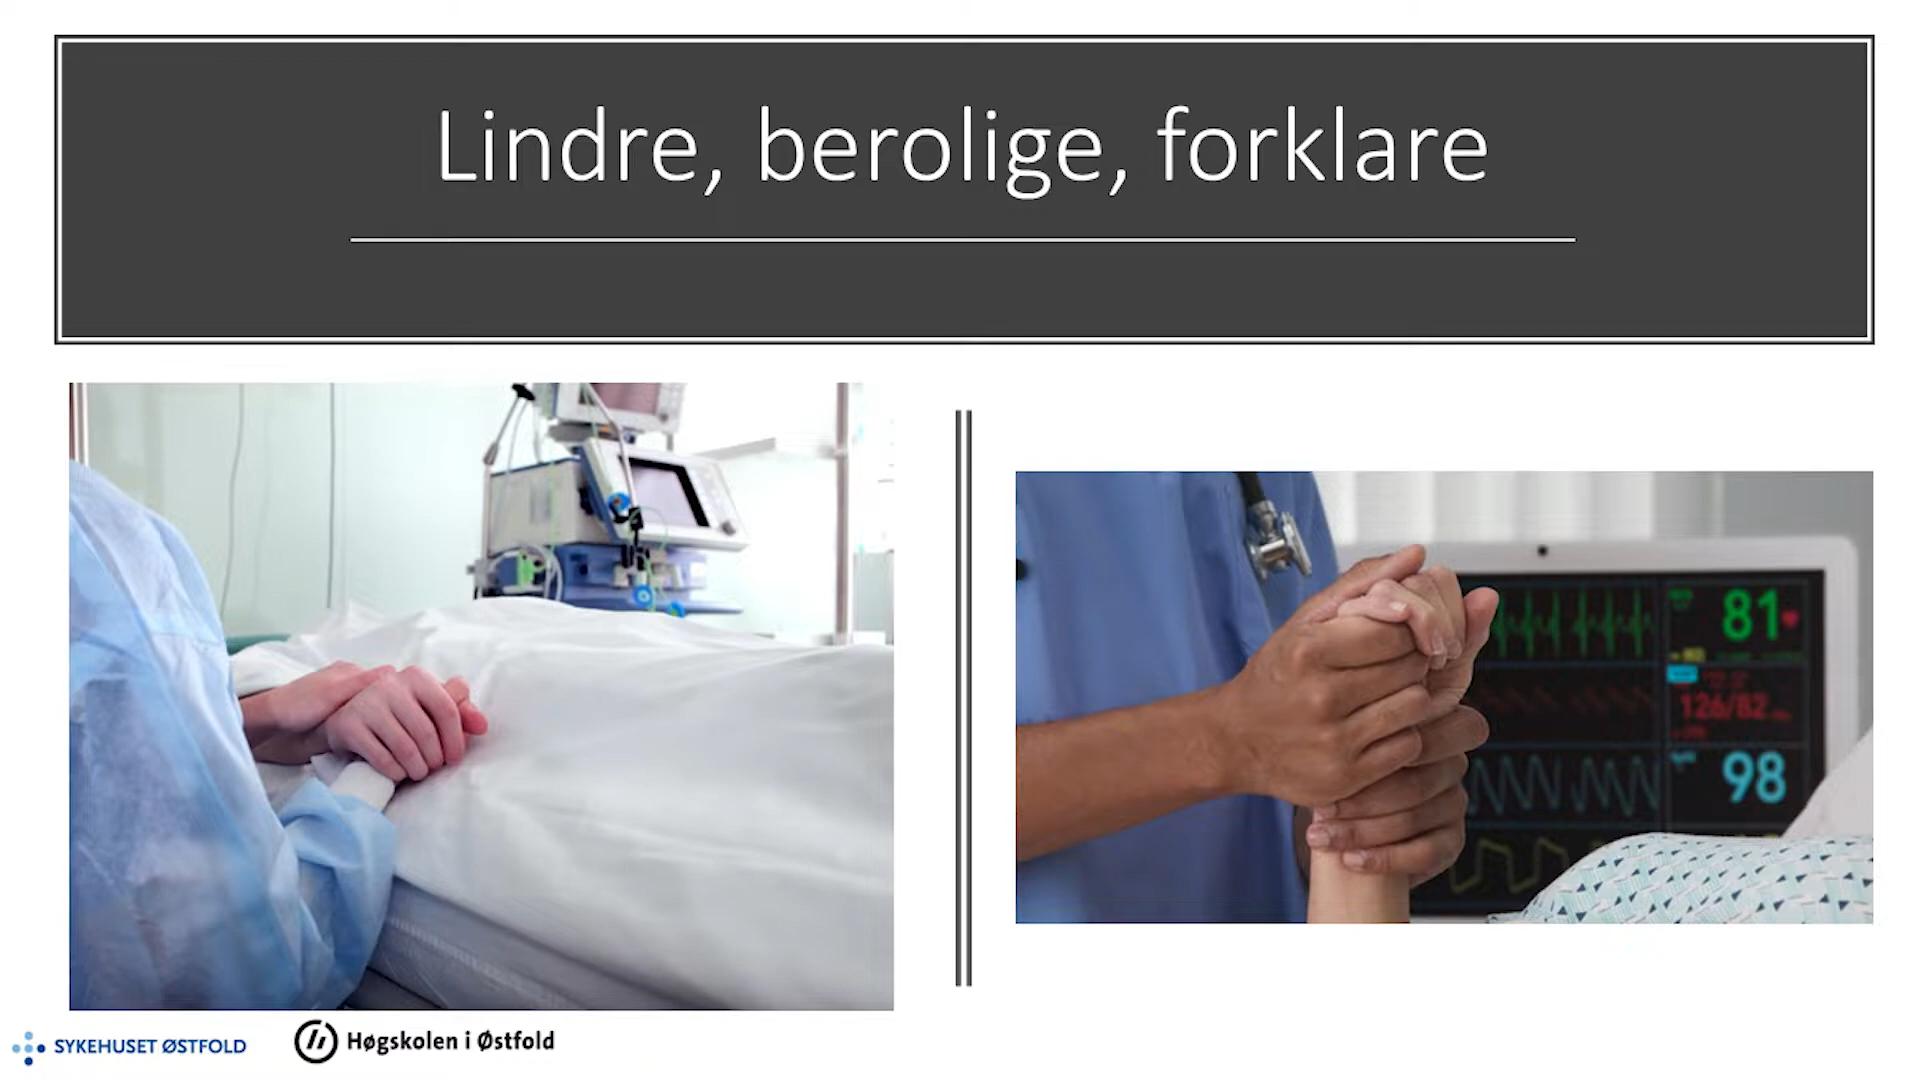 Lindre, berolige, forklare
81
126/82
98
SYKEHUSET ØSTFOLD
Høgskolen i Østfold